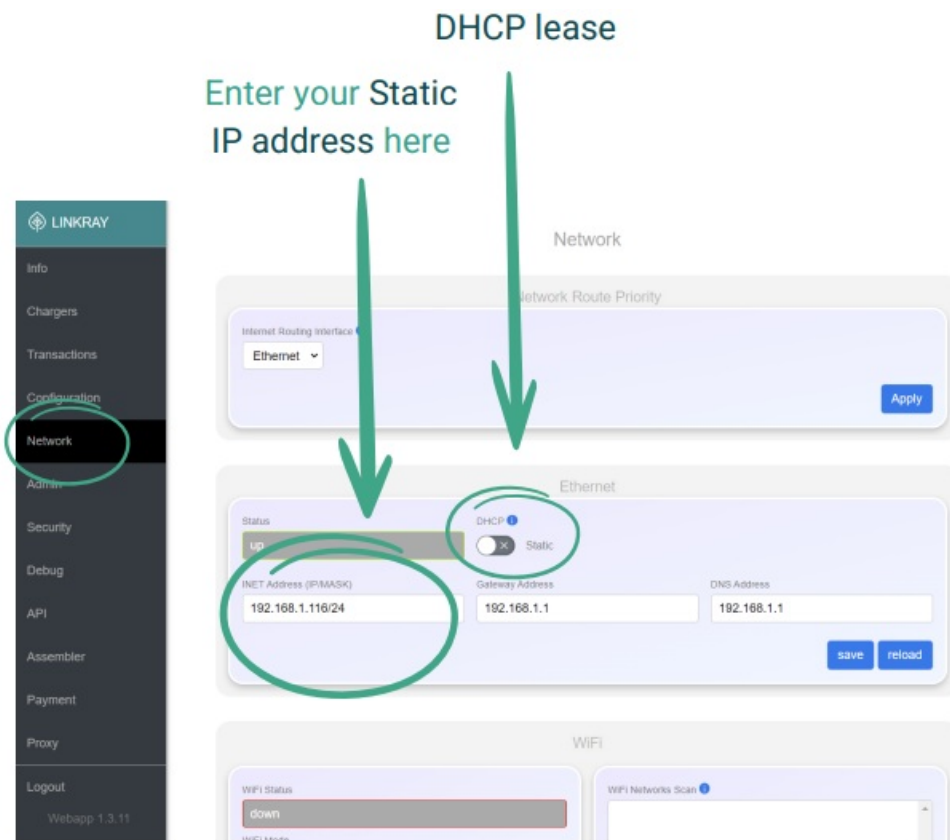 DHCP lease
Enter your Static
IP address here
LINKRAY
Info
Chargers
Transactions
Configuration
Network
Admin
Security
Debug
API
Assembler
Payment
Proxy
Logout
Webapp 1.3.11
Network
Network Route Priority
Internet Routing Interface
Ethernet
Apply
Ethernet
Status
DHCP
up
Static
INET Address (IP/MASK)
Gateway Address
DNS Address
192.168.1.116/24
192.168.1.1
192.168.1.1
save
reload
WiFi
WiFi Status
down
WiFi Mode
WiFi Networks Scan